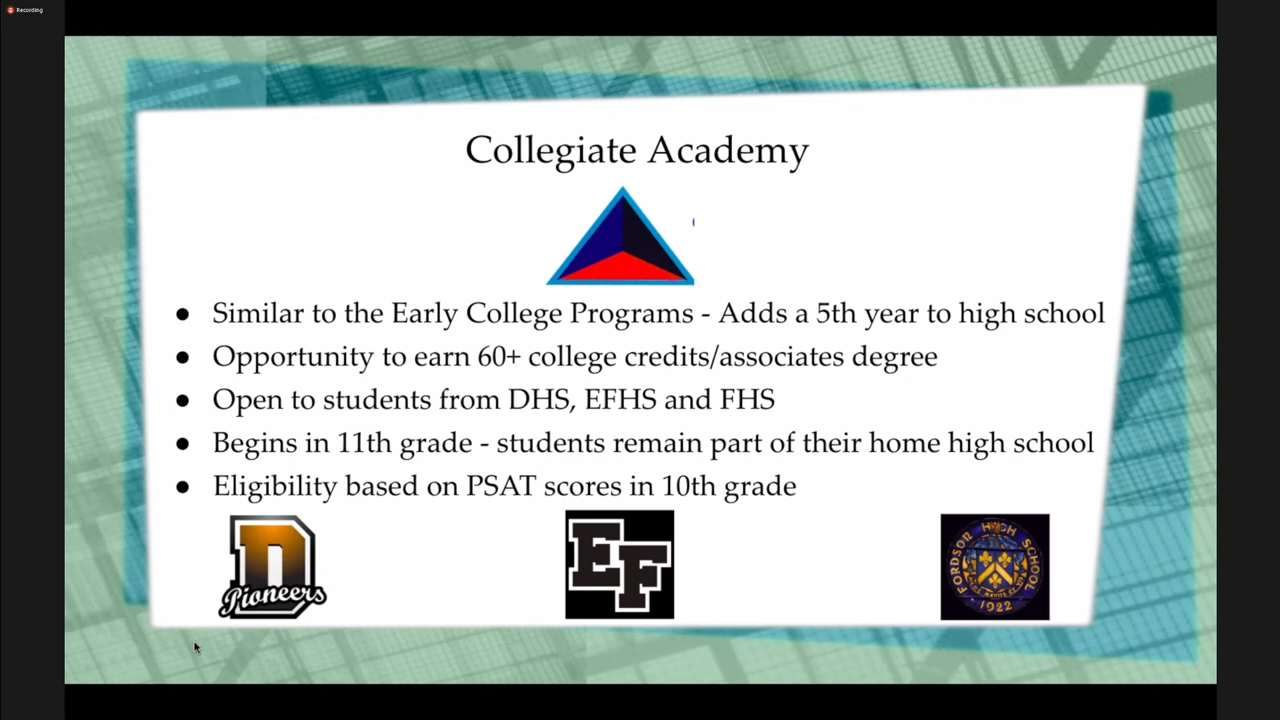 Recording
Collegiate Academy
● Similar to the Early College Programs - Adds a 5th year to high school
● Opportunity to earn 60+ college credits/associates degree
● Open to students from DHS, EFHS and FHS
● Begins in 11th grade - students remain part of their home high school
● Eligibility based on PSAT scores in 10th grade
D
Pioneers
EF
FORDSON HIGH SCHOOL
1922